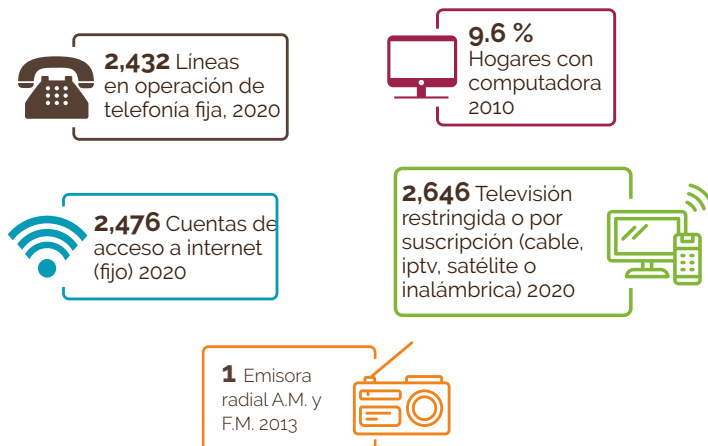 2,432 Líneas
en operación de
telefonía fija, 2020
9.6 %
Hogares con
computadora
2010
2,476 Cuentas de
acceso a internet
(fijo) 2020
2,646 Televisión
restringida o por
suscripción (cable,
iptv, satélite o
inalámbrica) 2020
1 Emisora
radial A.M. y
F.M. 2013